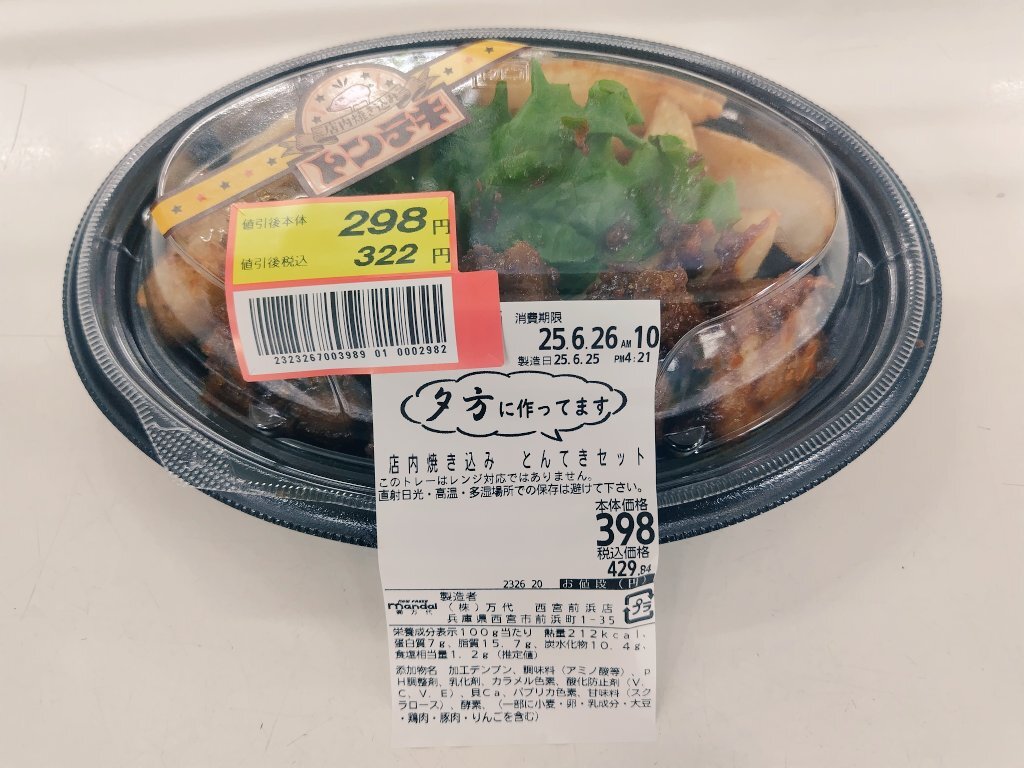 店内焼き込み
トンテキ
値引後本体 298円
値引後税込 322円
2323267003989 01 0002982
消費期限
25.6.26 AM10
製造日25.6.25 PM4:21
夕方に作ってます
店内焼き込み とんてきセット
このトレーはレンジ対応ではありません。
直射日光・高温・多湿場所での保存は避けて下さい。
本体価格
398
税込価格
429.84
2326 20 お値段(円)
製造者
mandai
㈱万代
(株)万代 西宮前浜店
兵庫県西宮市前浜町1-35
プラ
栄養成分表示100g当たり 熱量212kcal、
蛋白質7g、脂質15.7g、炭水化物10.4g、
食塩相当量1.2g(推定値)
添加物名 加工デンプン、調味料(アミノ酸等)、p
H調整剤、乳化剤、カラメル色素、酸化防止剤(V.
C、V.E)、貝Ca、パプリカ色素、甘味料(スク
ラロース)、酵素、(一部に小麦・卵・乳成分・大豆
・鶏肉・豚肉・りんごを含む)